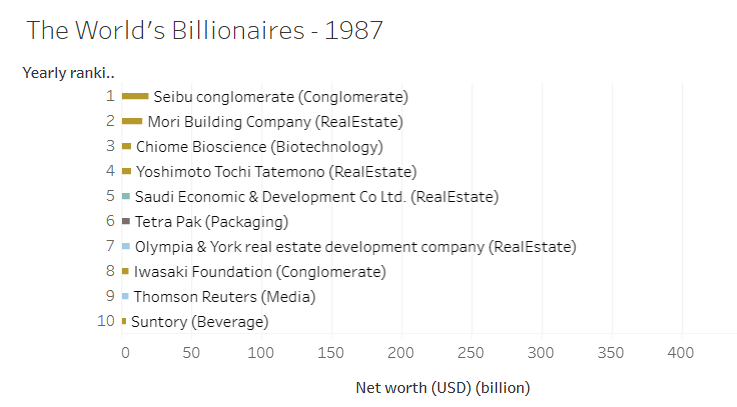 The World's Billionaires - 1987
Yearly ranki..
1 Seibu conglomerate (Conglomerate)
2 Mori Building Company (RealEstate)
3 Chiome Bioscience (Biotechnology)
4 Yoshimoto Tochi Tatemono (RealEstate)
5 Saudi Economic & Development Co Ltd. (RealEstate)
6 Tetra Pak (Packaging)
7 Olympia & York real estate development company (RealEstate)
8 Iwasaki Foundation (Conglomerate)
9 Thomson Reuters (Media)
10 Suntory (Beverage)
0 50 100 150 200 250 300 350 400
Net worth (USD) (billion)